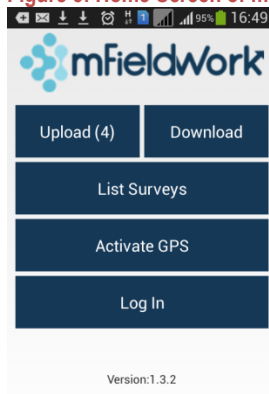 95% 16:49
mFieldWork
Upload (4) Download
List Surveys
Activate GPS
Log In
Version:1.3.2